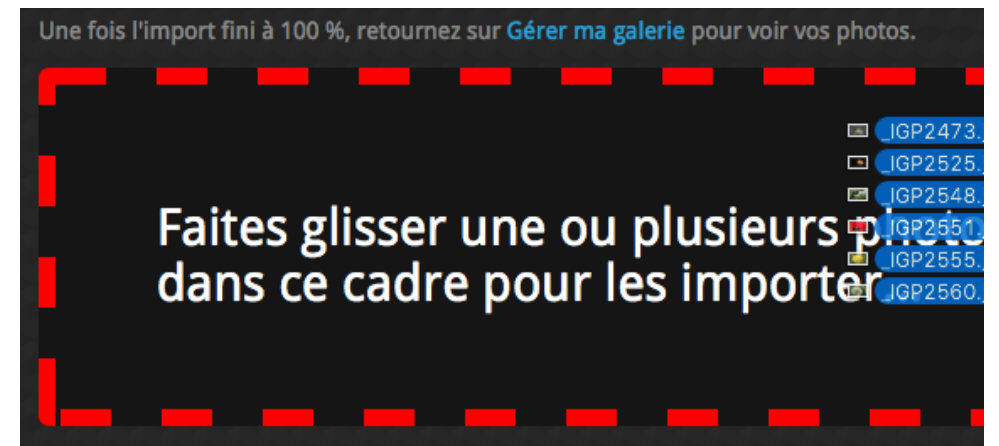 Une fois l'import fini à 100 %, retournez sur Gérer ma galerie pour voir vos photos.
Faites glisser une ou plusieurs photo
dans ce cadre pour les importer
_IGP2473.
_IGP2525.
_IGP2548.
_IGP2551.
_IGP2555.
_IGP2560.